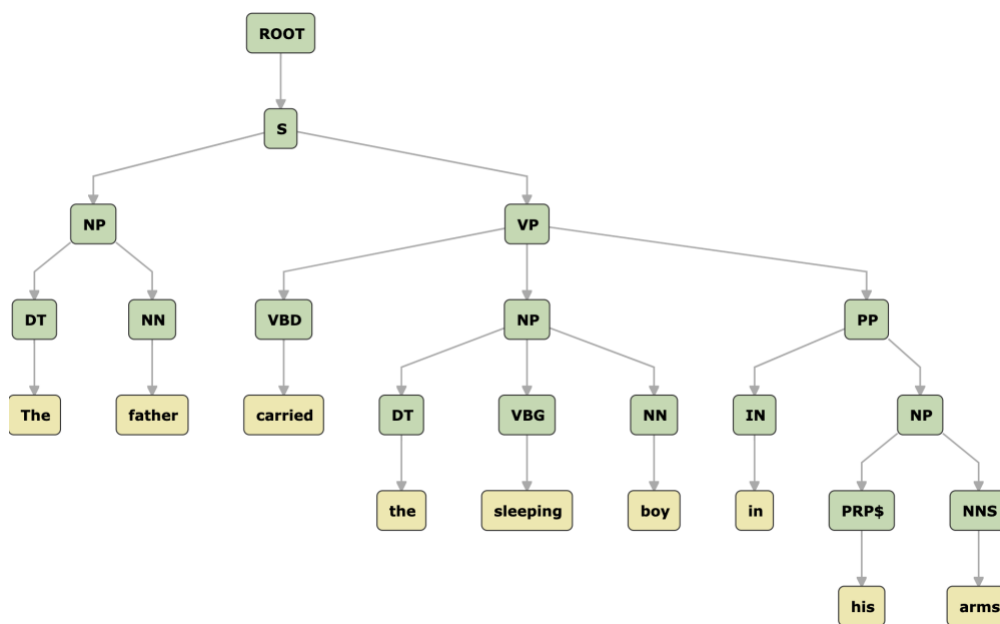 ROOT
S
NP VP
DT NN VBD NP PP
The father carried DT VBG NN IN NP
the sleeping boy in PRP$ NNS
his arms